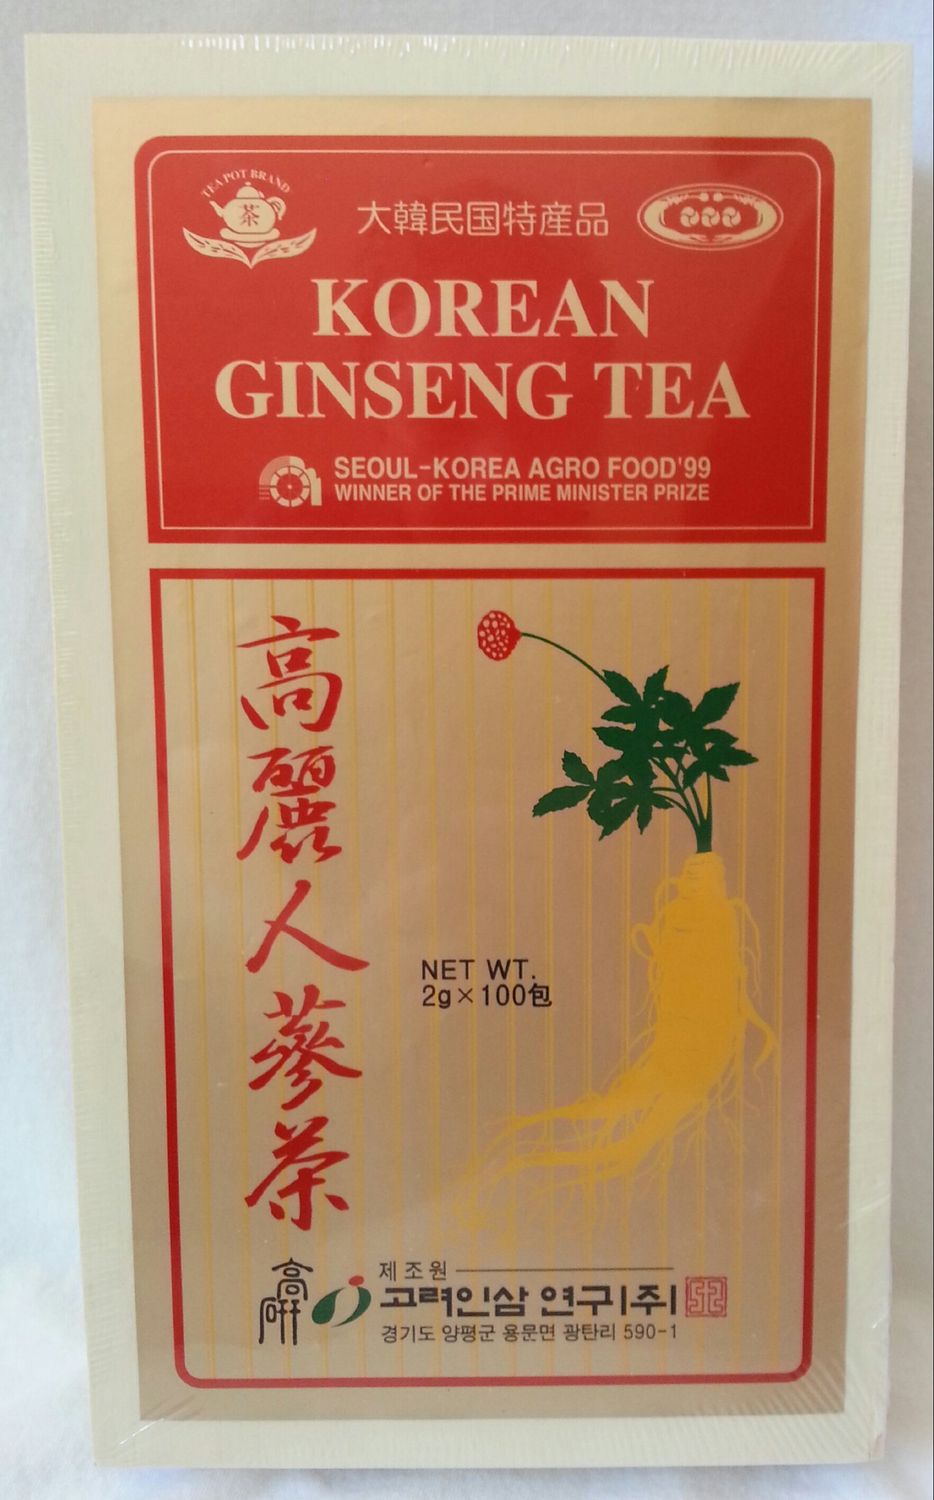 TEA POT BRAND
茶
大韓民国特産品
KOREAN
GINSENG TEA
SEOUL-KOREA AGRO FOOD'99
WINNER OF THE PRIME MINISTER PRIZE
高麗人蔘茶
NET WT.
2g×100包
제조원
고려인삼 연구|주|
경기도 양평군 용문면 광탄리 590-1